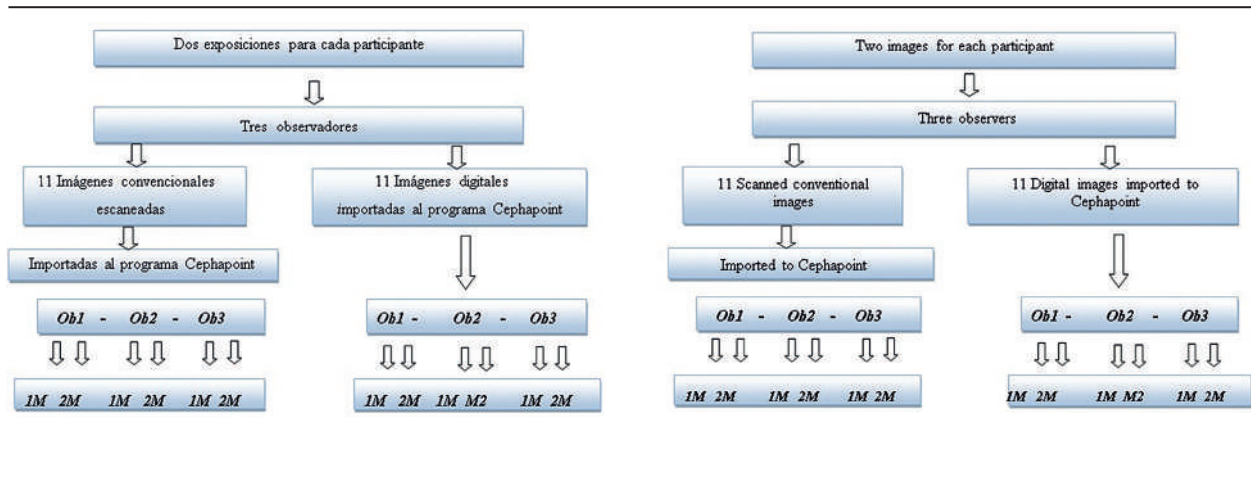 Dos exposiciones para cada participante
Tres observadores
11 Imágenes convencionales
escaneadas
11 Imágenes digitales
importadas al programa Cephapoint
Importadas al programa Cephapoint
Ob1 - Ob2 - Ob3
Ob1 - Ob2 - Ob3
1M 2M 1M 2M 1M 2M
1M 2M 1M M2 1M 2M
Two images for each participant
Three observers
11 Scanned conventional
images
11 Digital images imported to
Cephapoint
Imported to Cephapoint
Ob1 - Ob2 - Ob3
Ob1 - Ob2 - Ob3
1M 2M 1M 2M 1M 2M
1M 2M 1M M2 1M 2M